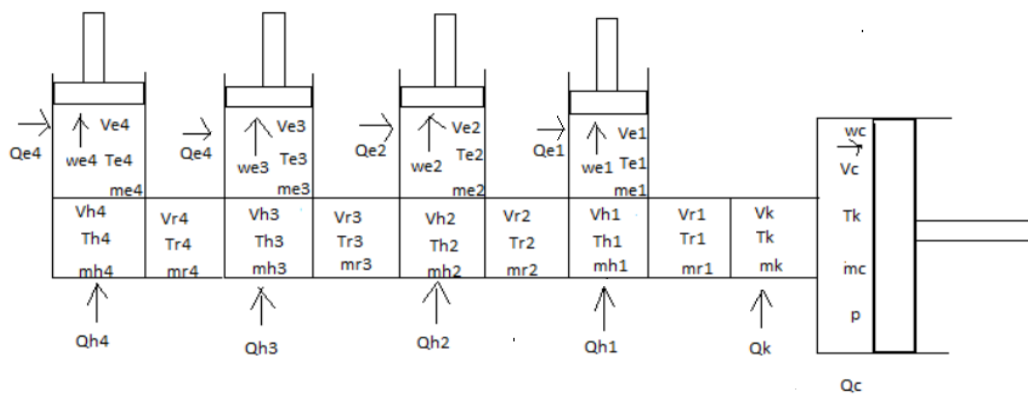 Qe4
Ve4
we4 Te4
me4
Qe4
Ve3
we3 Te3
me3
Qe2
Ve2
we2 Te2
me2
Qe1
Ve1
we1 Te1
me1
wc
Vc
Tk
mc
p
Vh4
Th4
mh4
Vr4
Tr4
mr4
Vh3
Th3
mh3
Vr3
Tr3
mr3
Vh2
Th2
mh2
Vr2
Tr2
mr2
Vh1
Th1
mh1
Vr1
Tr1
mr1
Vk
Tk
mk
Qh4
Qh3
Qh2
Qh1
Qk
Qc